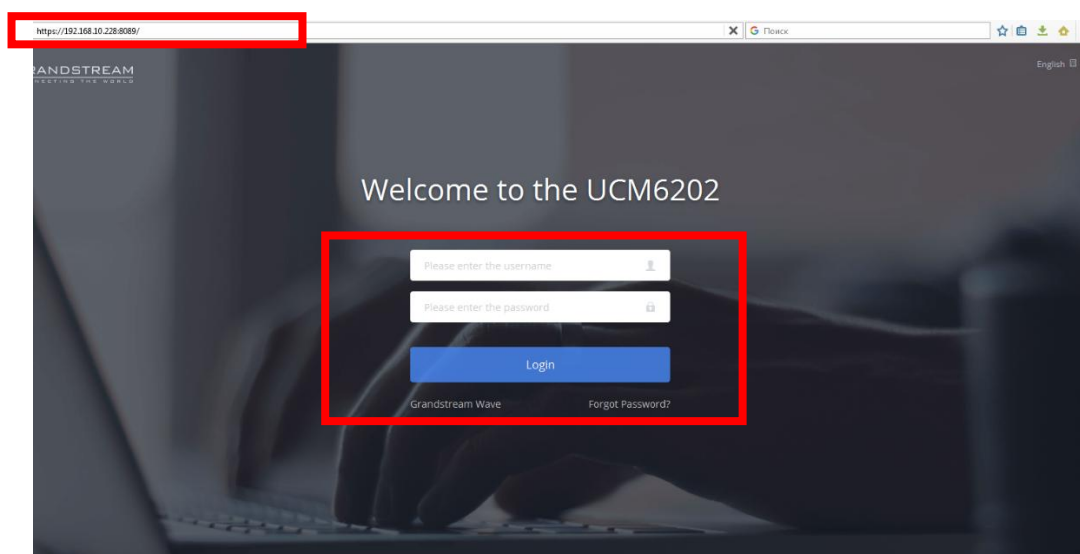 https://192.168.10.228:8089/
G Поиск
RANDSTREAM
English
Welcome to the UCM6202
Please enter the username
Please enter the password
Login
Grandstream Wave Forgot Password?